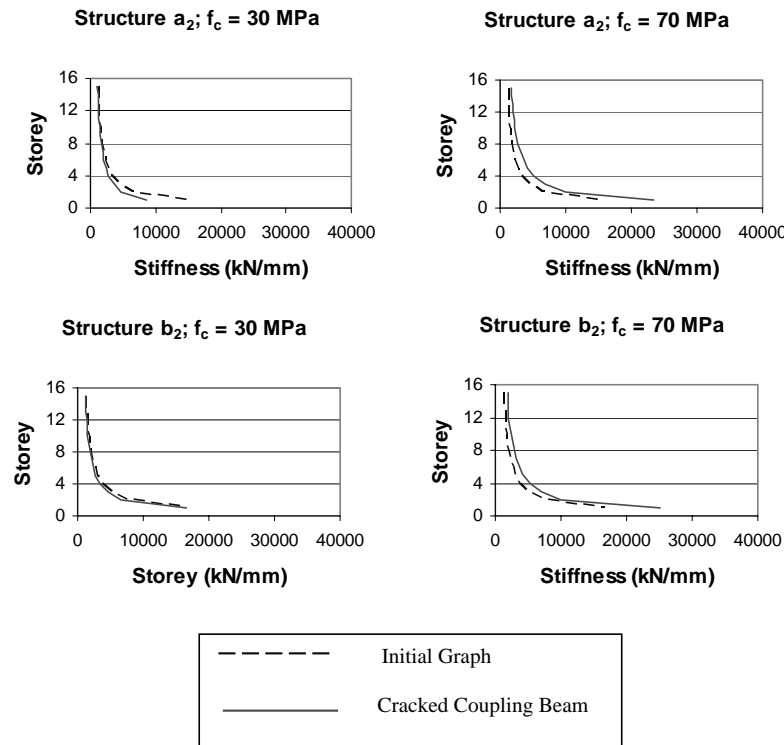 Structure a2; fc = 30 MPa
Storey
16
12
8
4
0
0 10000 20000 30000 40000
Stiffness (kN/mm)
Structure a2; fc = 70 MPa
Storey
16
12
8
4
0
0 10000 20000 30000 40000
Stiffness (kN/mm)
Structure b2; fc = 30 MPa
Storey
16
12
8
4
0
0 10000 20000 30000 40000
Storey (kN/mm)
Structure b2; fc = 70 MPa
Storey
16
12
8
4
0
0 10000 20000 30000 40000
Stiffness (kN/mm)
Initial Graph
Cracked Coupling Beam